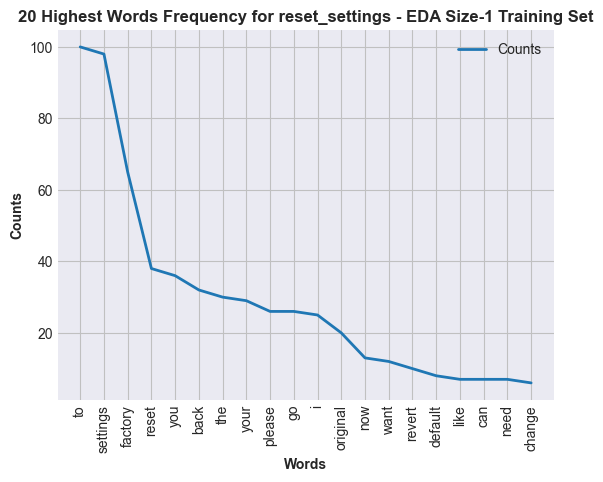 20 Highest Words Frequency for reset_settings - EDA Size-1 Training Set
Counts
100
80
60
40
20
Counts
to
settings
factory
reset
you
back
the
your
please
go
i
original
now
want
revert
default
like
can
need
change
Words